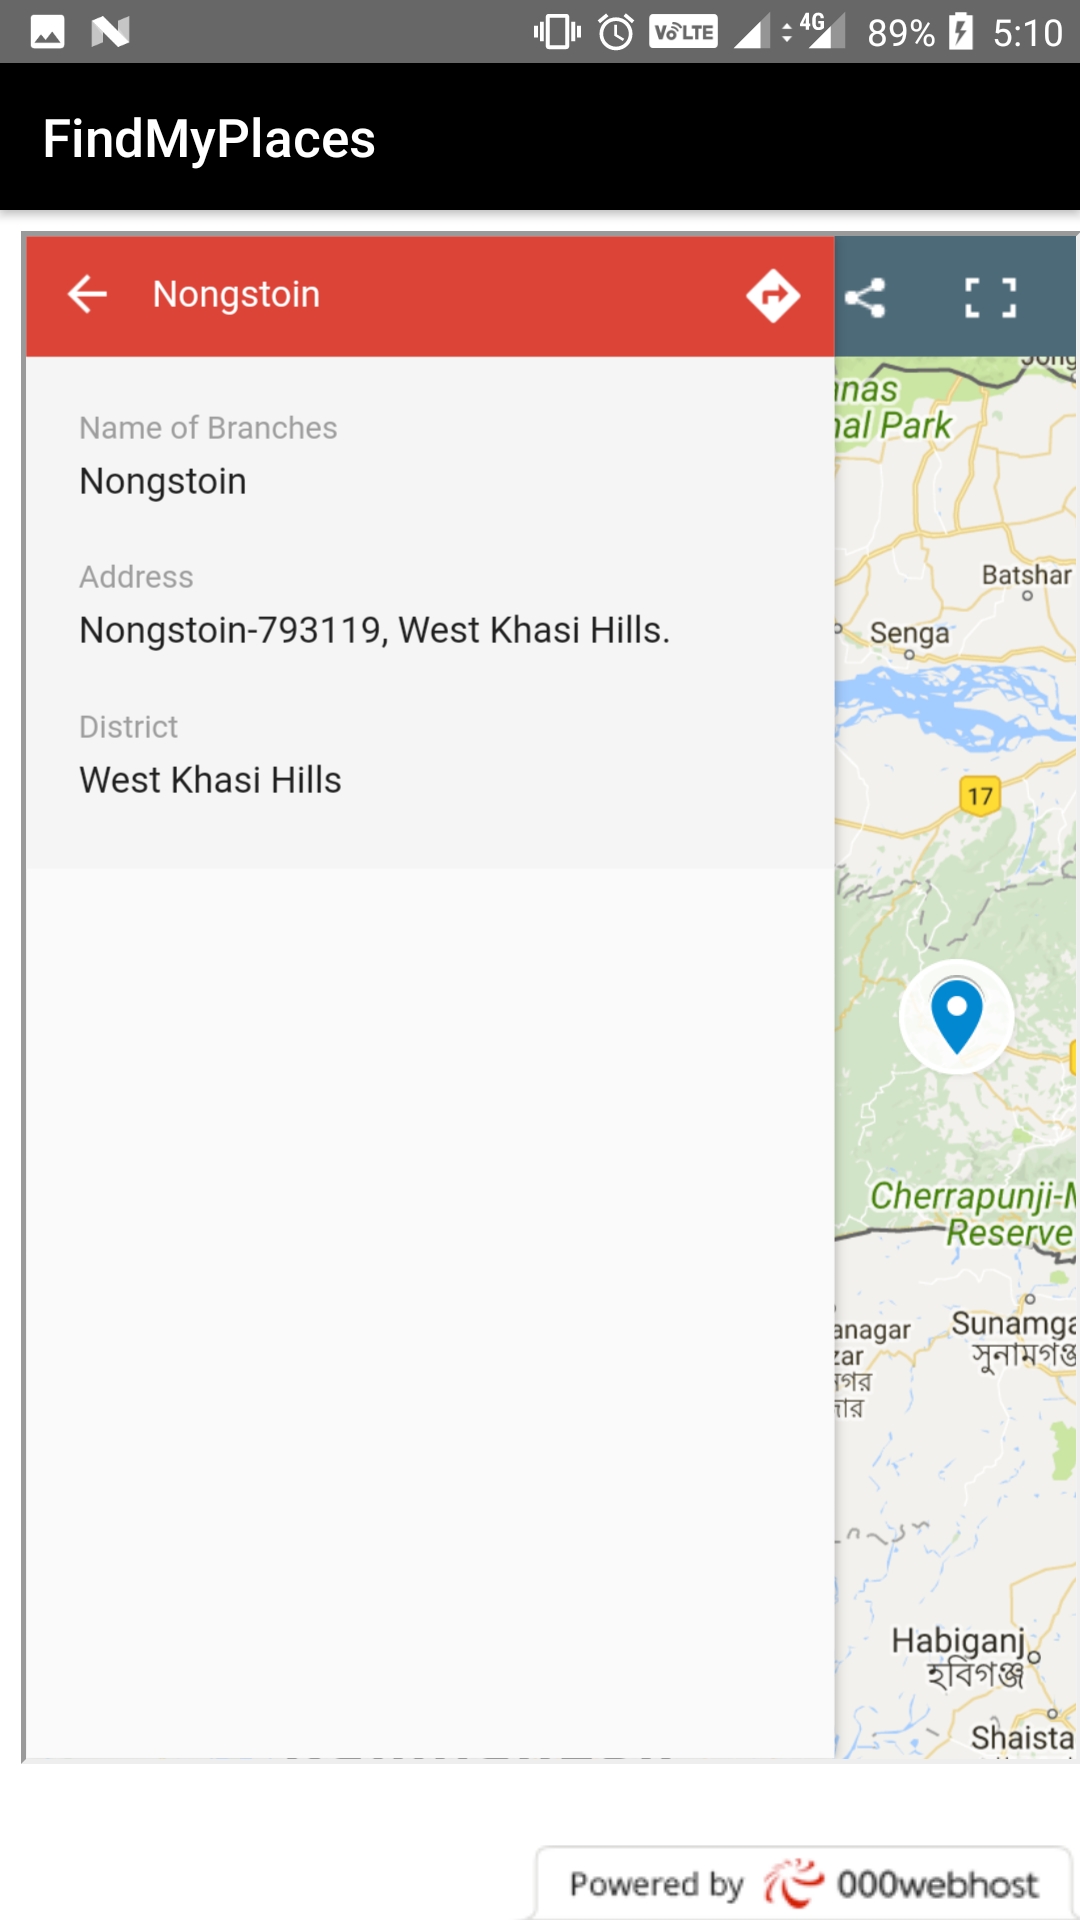 VoLTE 4G 89% 5:10
FindMyPlaces
Nongstoin
Name of Branches
Nongstoin
Address
Nongstoin-793119, West Khasi Hills.
District
West Khasi Hills
nal Park
Batshar
Senga
17
Cherrapunji-M
Reserve
anagar
Sunamga
সুনামগঞ্জ
zar
নগর
জার
Habiganj
হবিগঞ্জ
Shaista
Powered by 000webhost